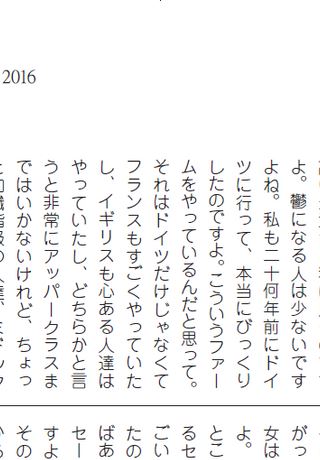 2016
よ。鬱になる人は少ないです
よね。私も二十何年前にドイ
ツに行って、本当にびっくり
したのですよ。こういうファー
ムをやっているんだと思って。
それはドイツだけじゃなくて
フランスもすごくやっていた
し、イギリスも心ある人達は
やっていたし、どちらかと言
うと非常にアッパークラスま
ではいかないけれど、ちょっ
がっ
女は
よ。
とこ
るセ
ごい
たの
ばあ
セー
すよ
その